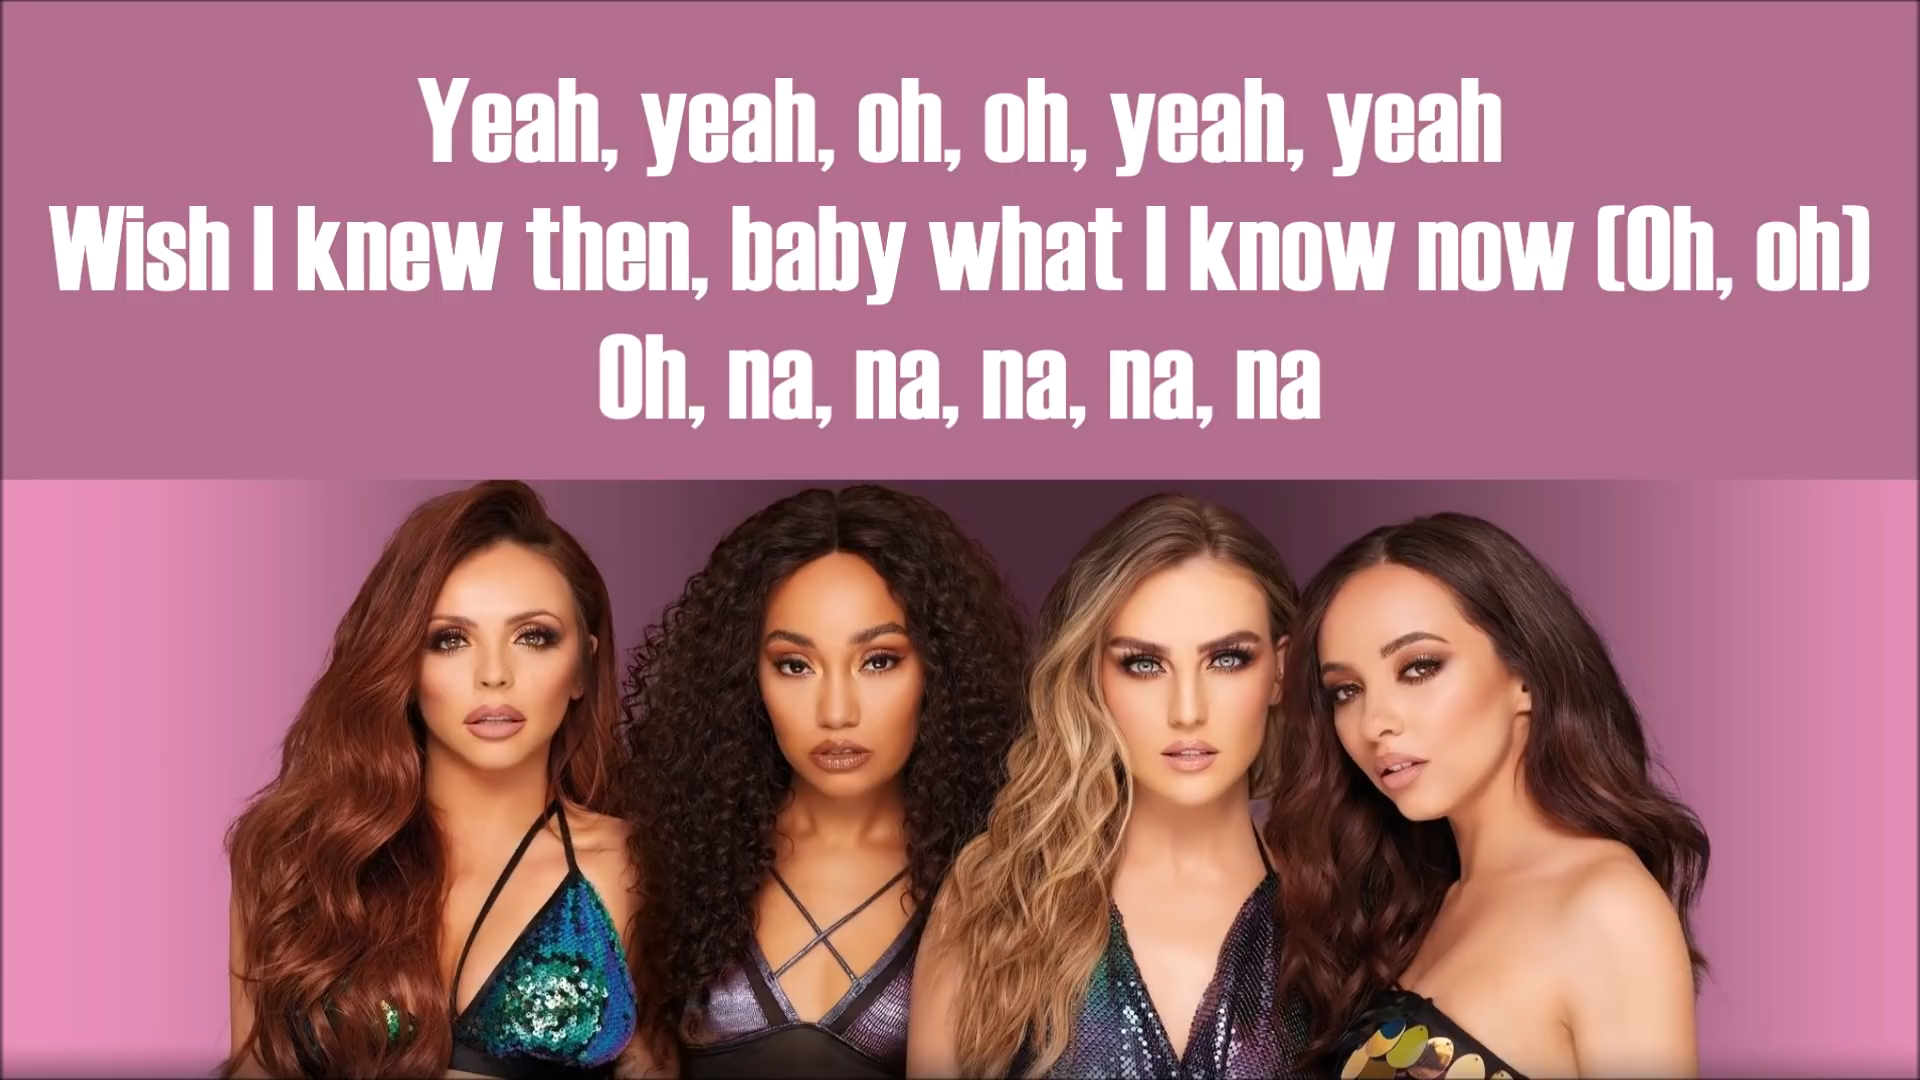 Yeah, yeah, oh, oh, yeah, yeah
Wish I knew then, baby what I know now (Oh, oh)
Oh, na, na, na, na, na